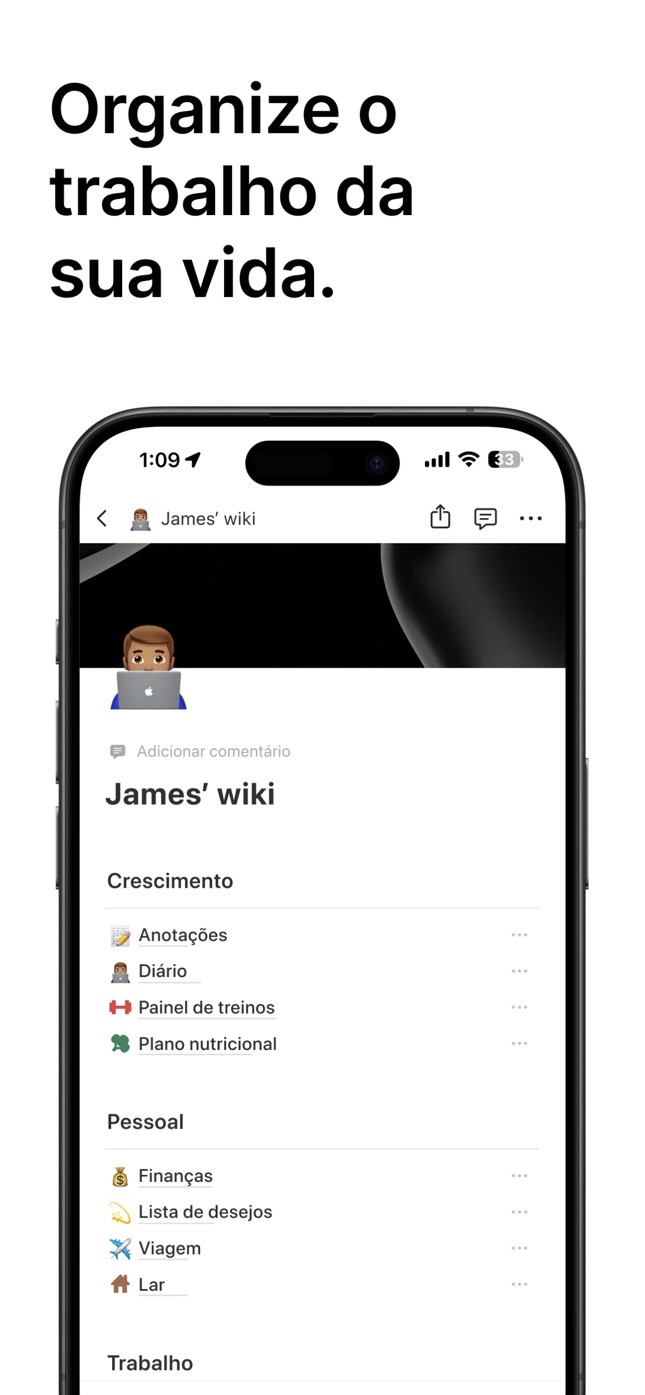 Organize o
trabalho da
sua vida.
1:09
33
James’ wiki
Adicionar comentário
James’ wiki
Crescimento
Anotações
Diário
Painel de treinos
Plano nutricional
Pessoal
Finanças
Lista de desejos
Viagem
Lar
Trabalho